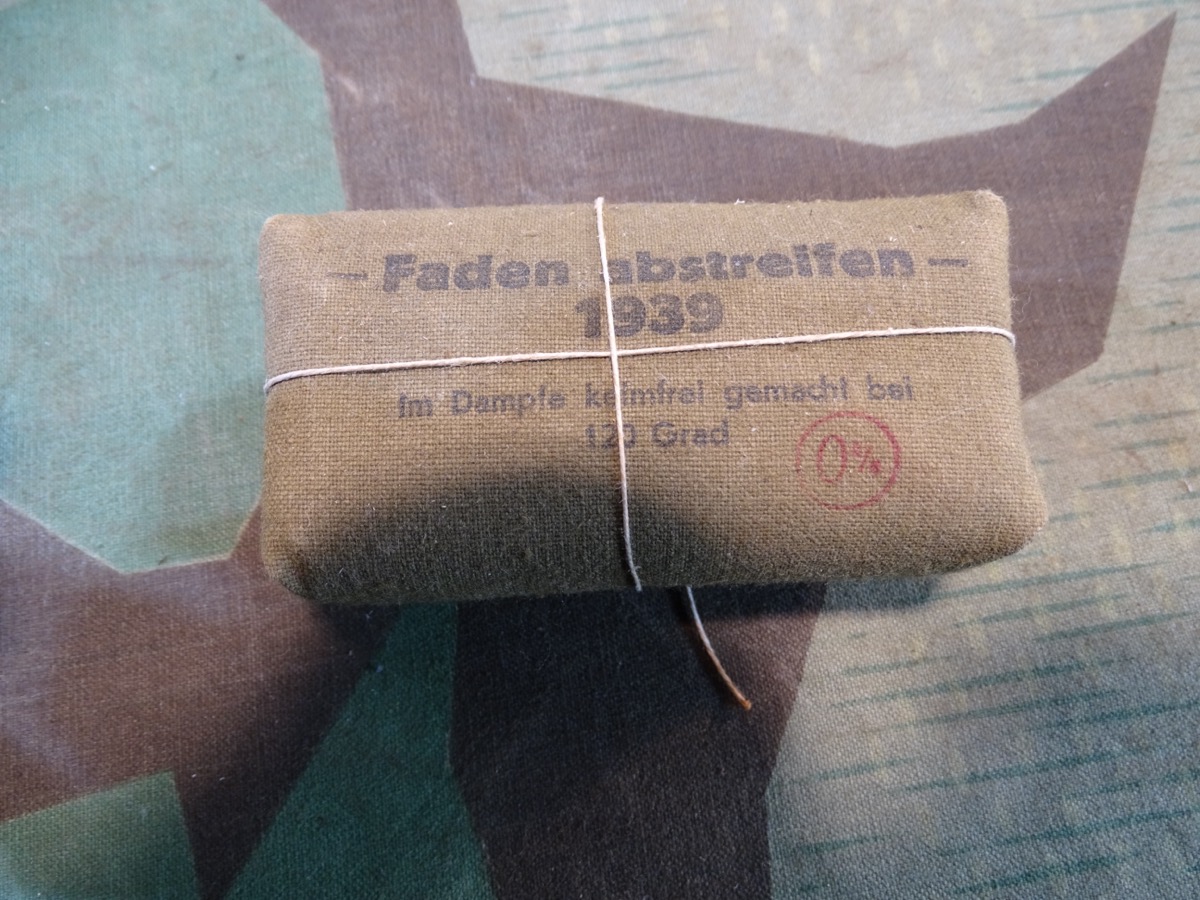 – Faden abstreifen –
1939
Im Dampfe keimfrei gemacht bei
120 Grad